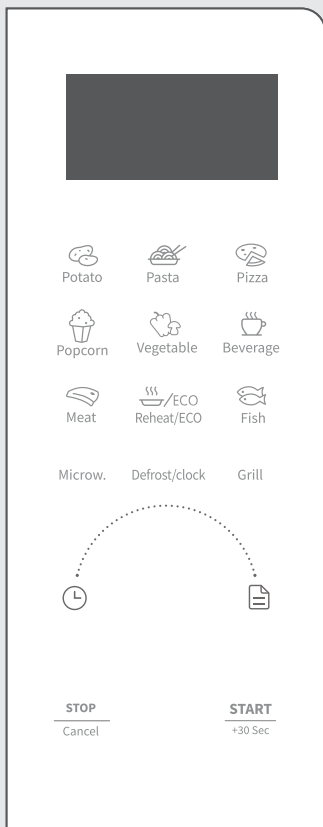 Potato Pasta Pizza
Popcorn Vegetable Beverage
/ECO
Meat Reheat/ECO Fish
Microw. Defrost/clock Grill
STOP START
Cancel +30 Sec